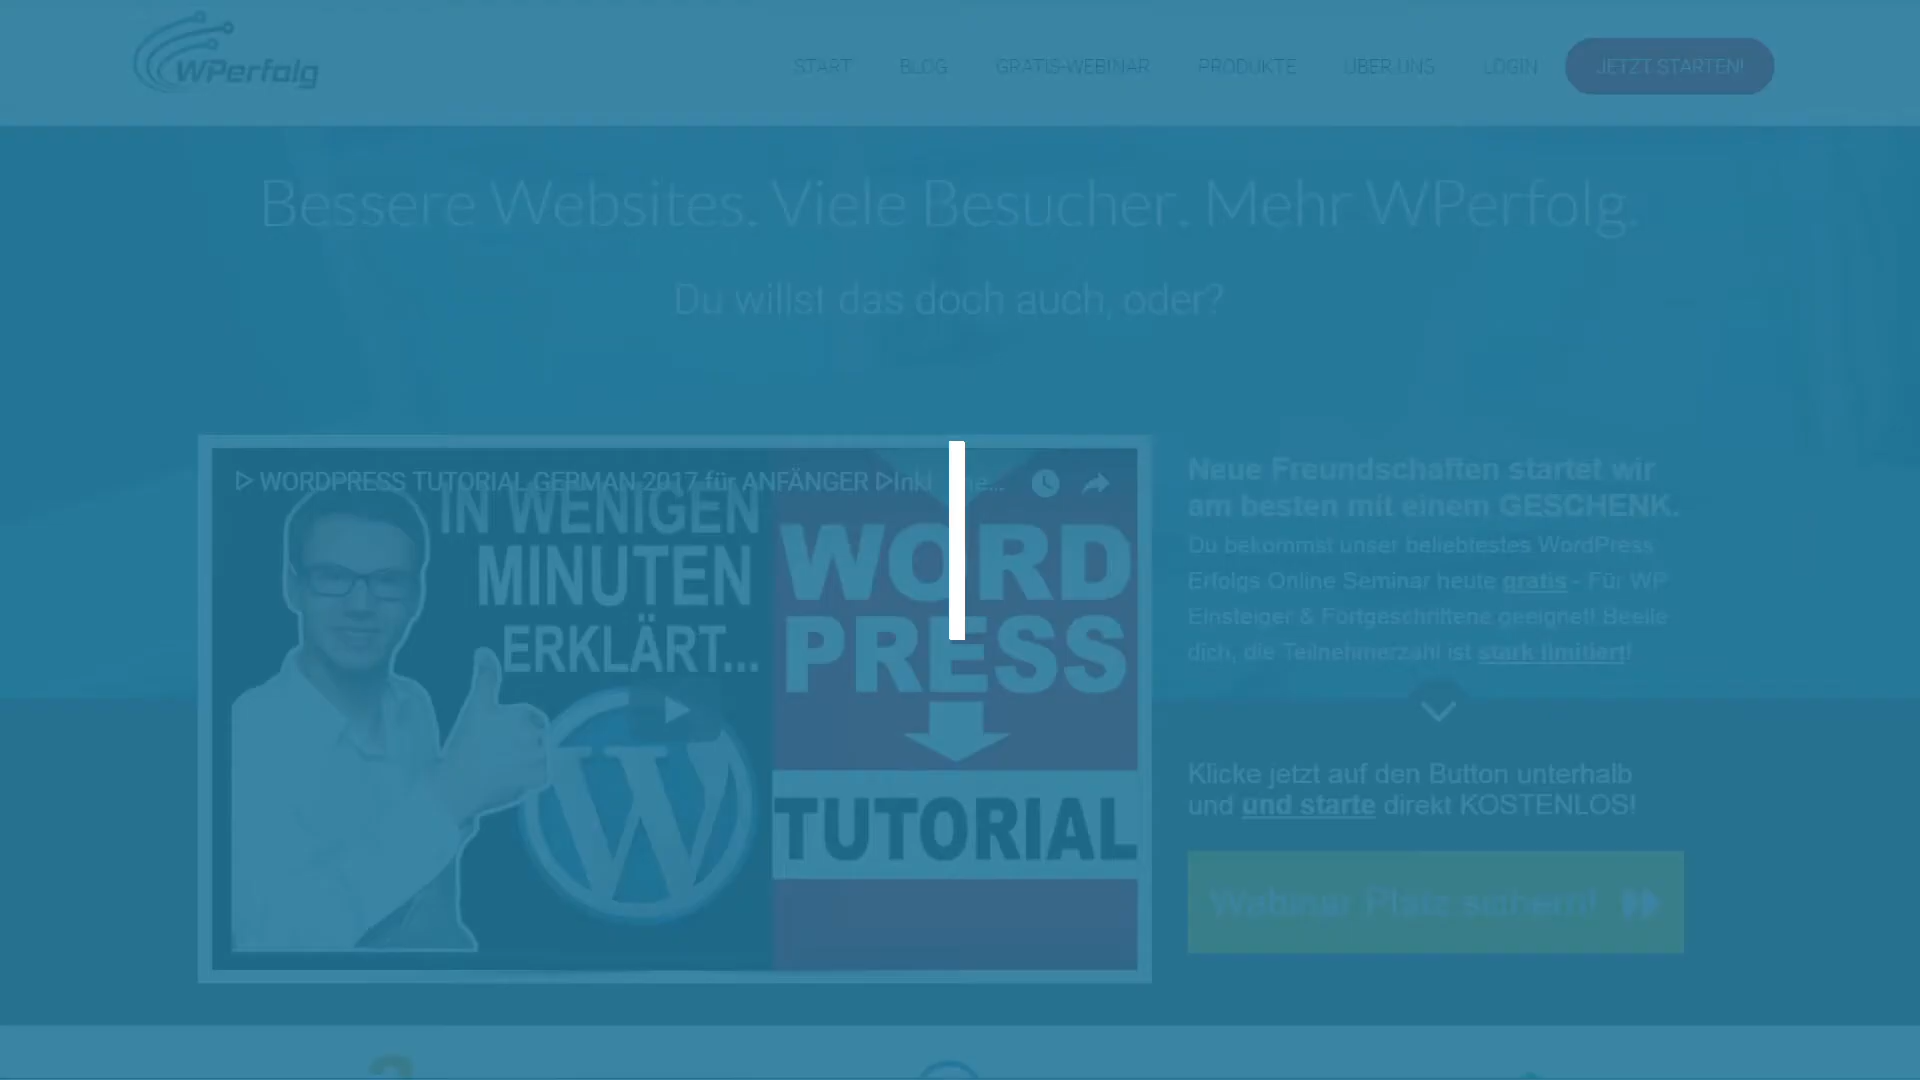 WPerfolg
START BLOG GRATIS-WEBINAR PRODUKTE ÜBER UNS LOGIN JETZT STARTEN!
Bessere Websites. Viele Besucher. Mehr WPerfolg.
Du willst das doch auch, oder?
WORDPRESS TUTORIAL GERMAN 2017 für ANFÄNGER ▷Inkl
IN WENIGEN
MINUTEN
ERKLÄRT...
WORD
PRESS
TUTORIAL
Neue Freundschaften startet wir
am besten mit einem GESCHENK.
Du bekommst unser beliebtestes WordPress
Erfolgs Online Seminar heute gratis - Für WP
Einsteiger & Fortgeschrittene geeignet! Beeile
dich, die Teilnehmerzahl ist stark limitiert!
Klicke jetzt auf den Button unterhalb
und und starte direkt KOSTENLOS!
Webinar Platz sichern!